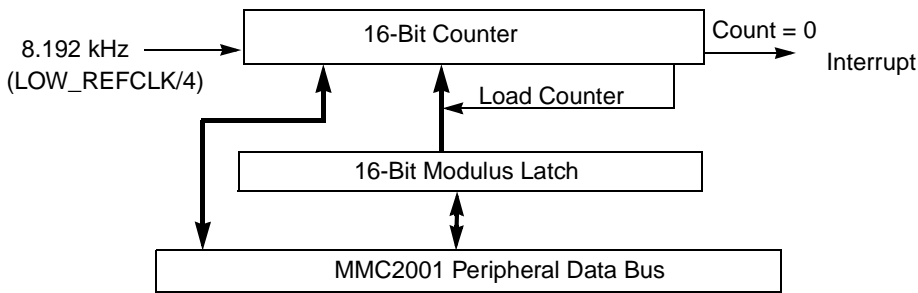 16-Bit Counter
Count = 0
8.192 kHz
(LOW_REFCLK/4)
Interrupt
Load Counter
16-Bit Modulus Latch
MMC2001 Peripheral Data Bus